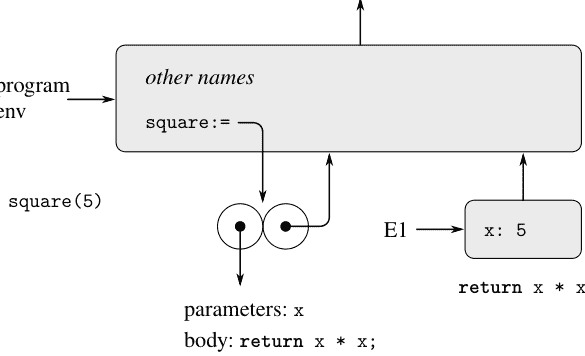 other names
program
env
square:=
square(5)
E1
x: 5
return x * x
parameters: x
body: return x * x;